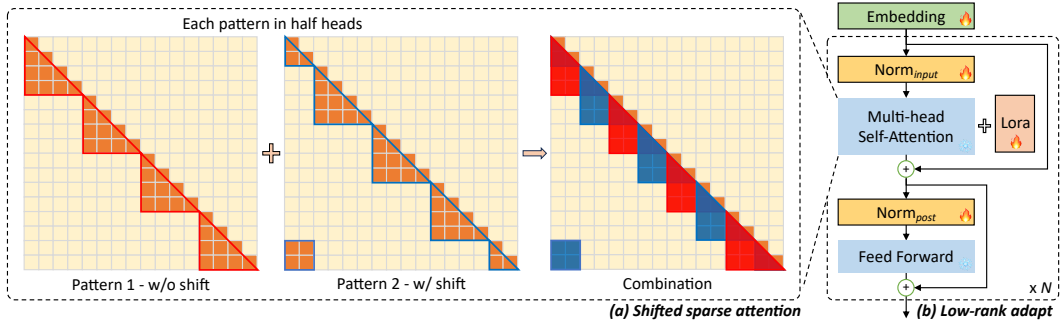 Each pattern in half heads
Pattern 1 - w/o shift
Pattern 2 - w/ shift
Combination
(a) Shifted sparse attention
Embedding
Norm_input
Multi-head
Self-Attention
Lora
Norm_post
Feed Forward
x N
(b) Low-rank adapt